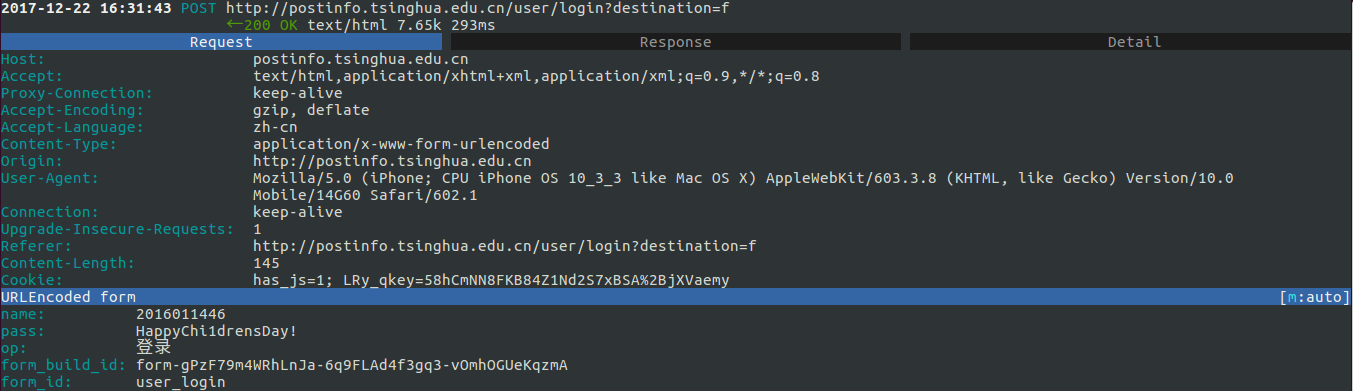 2017-12-22 16:31:43 POST http://postinfo.tsinghua.edu.cn/user/login?destination=f
←200 OK text/html 7.65k 293ms
Request Response Detail
Host: postinfo.tsinghua.edu.cn
Accept: text/html,application/xhtml+xml,application/xml;q=0.9,*/*;q=0.8
Proxy-Connection: keep-alive
Accept-Encoding: gzip, deflate
Accept-Language: zh-cn
Content-Type: application/x-www-form-urlencoded
Origin: http://postinfo.tsinghua.edu.cn
User-Agent: Mozilla/5.0 (iPhone; CPU iPhone OS 10_3_3 like Mac OS X) AppleWebKit/603.3.8 (KHTML, like Gecko) Version/10.0
Mobile/14G60 Safari/602.1
Connection: keep-alive
Upgrade-Insecure-Requests: 1
Referer: http://postinfo.tsinghua.edu.cn/user/login?destination=f
Content-Length: 145
Cookie: has_js=1; LRy_qkey=58hCmNN8FKB84Z1Nd2S7xBSA%2BjXVaemy
URLEncoded form [m:auto]
name: 2016011446
pass: HappyChi1drensDay!
op: 登录
form_build_id: form-gPzF79m4WRhLnJa-6q9FLAd4f3gq3-vOmhOGUeKqzmA
form_id: user_login